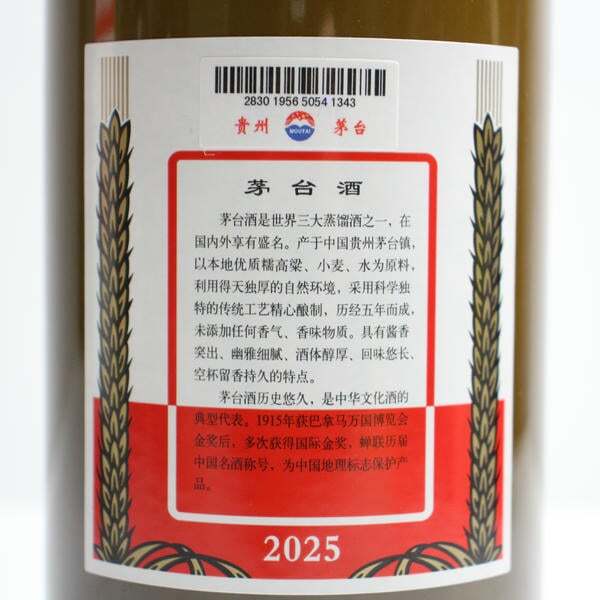 2830 1956 5054 1343
贵州 MOUTAI 茅台
茅台酒
茅台酒是世界三大蒸馏酒之一，在
国内外享有盛名。产于中国贵州茅台镇，
以本地优质糯高粱、小麦、水为原料，
利用得天独厚的自然环境，采用科学独
特的传统工艺精心酿制，历经五年而成，
未添加任何香气、香味物质。具有酱香
突出、幽雅细腻、酒体醇厚、回味悠长、
空杯留香持久的特点。
茅台酒历史悠久，是中华文化酒的
典型代表。1915年获巴拿马万国博览会
金奖后，多次获得国际金奖，蝉联历届
中国名酒称号，为中国地理标志保护产
品。
2025